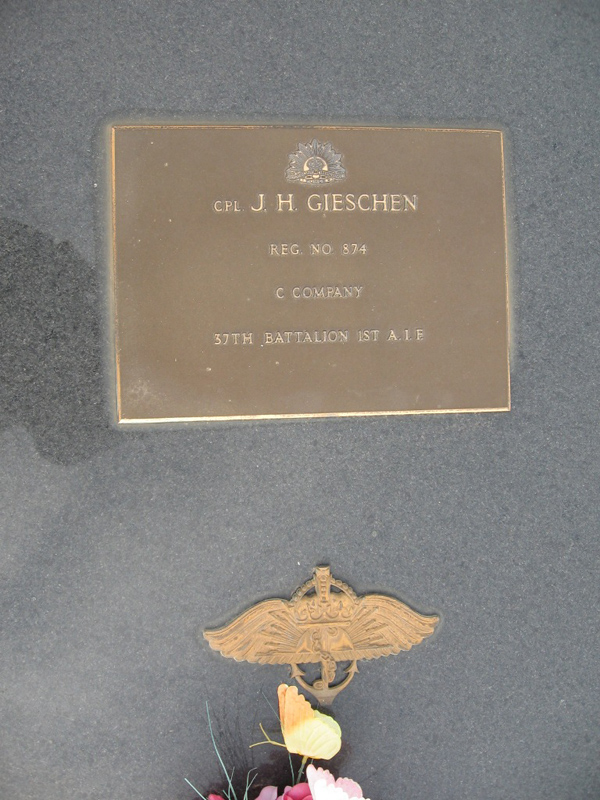 CPL. J. H. GIESCHEN
REG. NO. 874
C COMPANY
37TH BATTALION 1ST A.I.F.